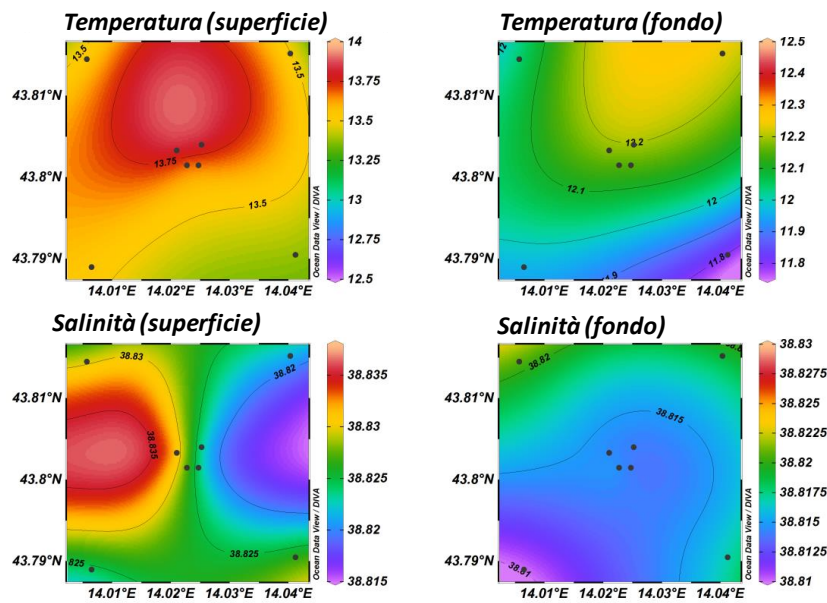 Temperatura (superficie)
13.5
13.5
13.75
13.5
43.81°N
43.8°N
43.79°N
14.01°E 14.02°E 14.03°E 14.04°E
Ocean Data View / DIVA
14
13.75
13.5
13.25
13
12.75
12.5
Temperatura (fondo)
12
12.2
12.1
12
11.9
11.8
43.81°N
43.8°N
43.79°N
14.01°E 14.02°E 14.03°E 14.04°E
Ocean Data View / DIVA
12.5
12.4
12.3
12.2
12.1
12
11.9
11.8
Salinità (superficie)
38.83
38.82
38.835
38.825
825
43.81°N
43.8°N
43.79°N
14.01°E 14.02°E 14.03°E 14.04°E
Ocean Data View / DIVA
38.835
38.83
38.825
38.82
38.815
Salinità (fondo)
38.82
38.815
38.81
43.81°N
43.8°N
43.79°N
14.01°E 14.02°E 14.03°E 14.04°E
Ocean Data View / DIVA
38.83
38.8275
38.825
38.8225
38.82
38.8175
38.815
38.8125
38.81